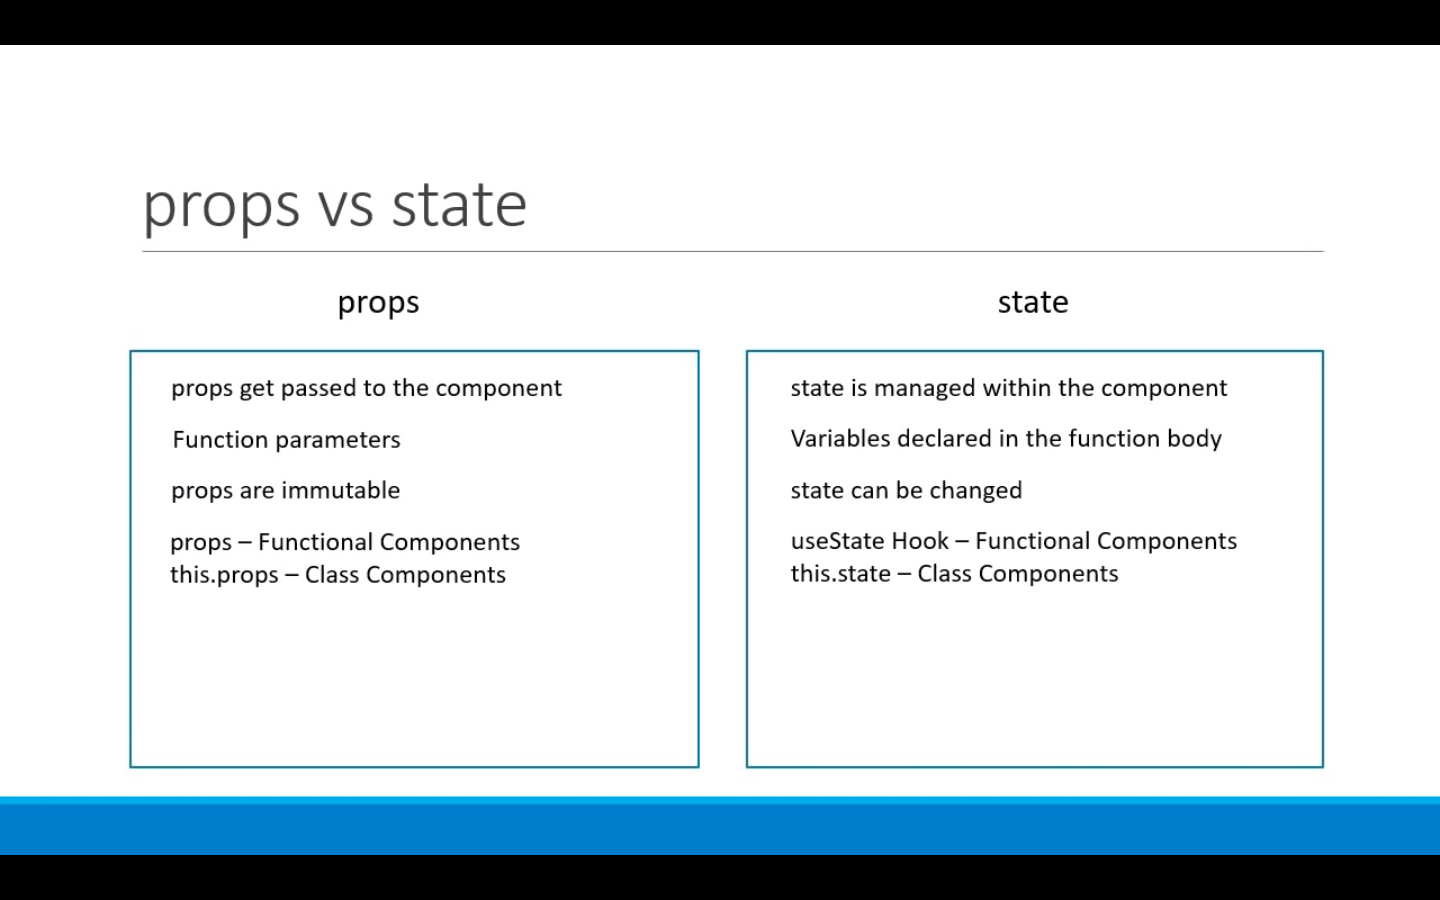 props vs state
props
props get passed to the component
Function parameters
props are immutable
props – Functional Components
this.props – Class Components
state
state is managed within the component
Variables declared in the function body
state can be changed
useState Hook – Functional Components
this.state – Class Components